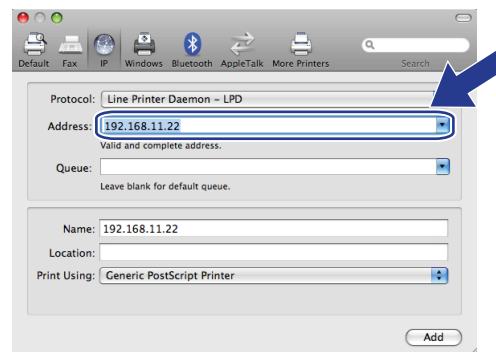 Default Fax IP Windows Bluetooth AppleTalk More Printers Search
Protocol: Line Printer Daemon – LPD
Address: 192.168.11.22
Valid and complete address.
Queue:
Leave blank for default queue.
Name: 192.168.11.22
Location:
Print Using: Generic PostScript Printer
Add